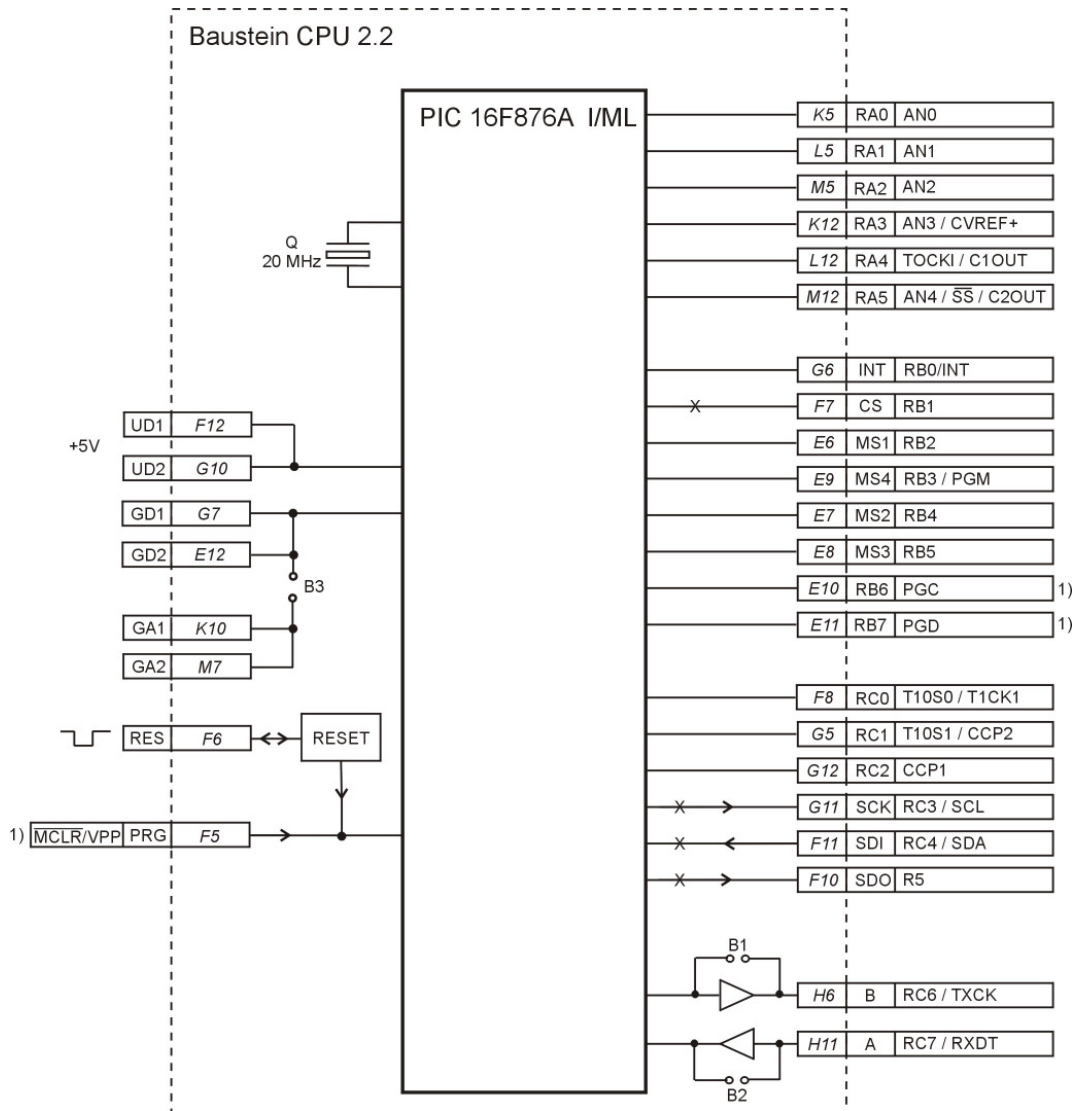 Baustein CPU 2.2
PIC 16F876A I/ML
Q
20 MHz
+5V
UD1 F12
UD2 G10
GD1 G7
GD2 E12
B3
GA1 K10
GA2 M7
RES F6
RESET
1) M̅C̅L̅R̅/VPP PRG F5
K5 RA0 AN0
L5 RA1 AN1
M5 RA2 AN2
K12 RA3 AN3 / CVREF+
L12 RA4 TOCKI / C1OUT
M12 RA5 AN4 / S̅S̅ / C2OUT
G6 INT RB0/INT
X F7 CS RB1
E6 MS1 RB2
E9 MS4 RB3 / PGM
E7 MS2 RB4
E8 MS3 RB5
E10 RB6 PGC 1)
E11 RB7 PGD 1)
F8 RC0 T10S0 / T1CK1
G5 RC1 T10S1 / CCP2
G12 RC2 CCP1
X G11 SCK RC3 / SCL
X F11 SDI RC4 / SDA
X F10 SDO R5
B1
H6 B RC6 / TXCK
H11 A RC7 / RXDT
B2